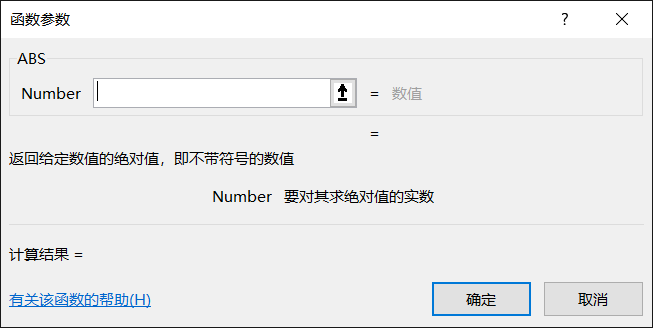 函数参数 ?
ABS
Number = 数值
=
返回给定数值的绝对值，即不带符号的数值
Number 要对其求绝对值的实数
计算结果 =
有关该函数的帮助(H) 确定 取消